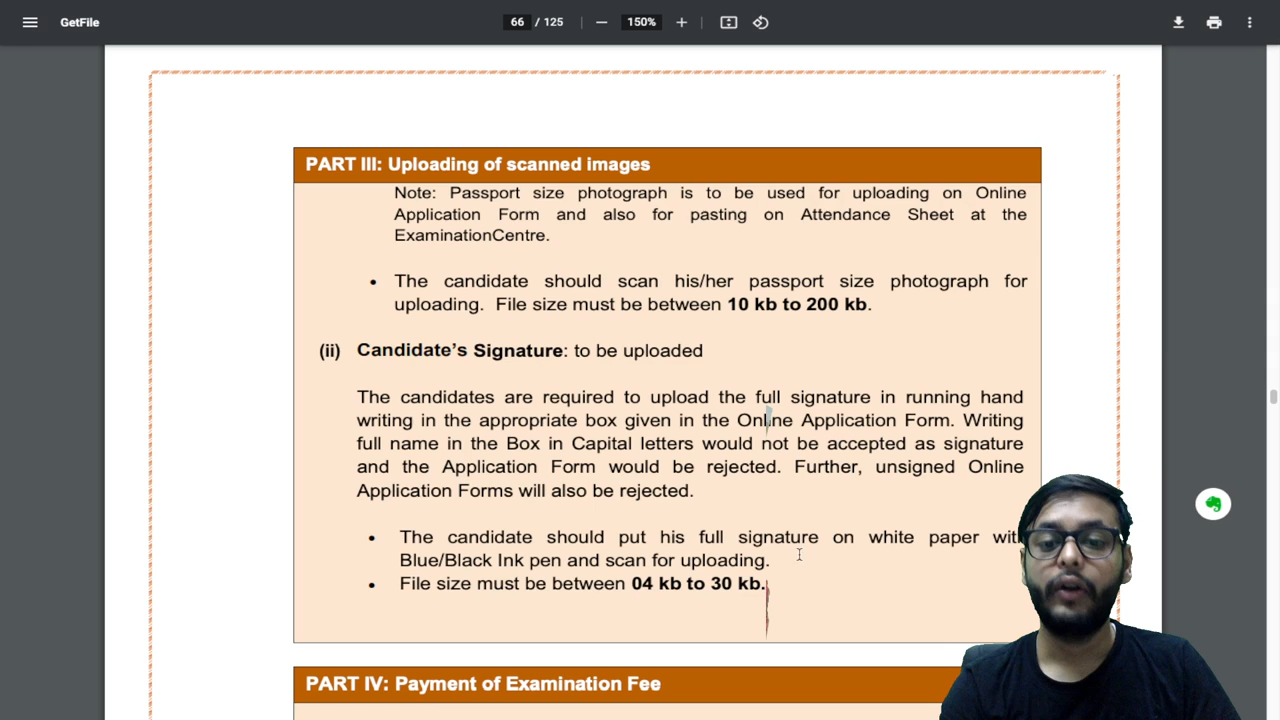 GetFile 66 / 125 150%
PART III: Uploading of scanned images
Note: Passport size photograph is to be used for uploading on Online
Application Form and also for pasting on Attendance Sheet at the
ExaminationCentre.
• The candidate should scan his/her passport size photograph for
uploading. File size must be between 10 kb to 200 kb.
(ii) Candidate's Signature: to be uploaded
The candidates are required to upload the full signature in running hand
writing in the appropriate box given in the Online Application Form. Writing
full name in the Box in Capital letters would not be accepted as signature
and the Application Form would be rejected. Further, unsigned Online
Application Forms will also be rejected.
• The candidate should put his full signature on white paper with
Blue/Black Ink pen and scan for uploading.
• File size must be between 04 kb to 30 kb.
PART IV: Payment of Examination Fee